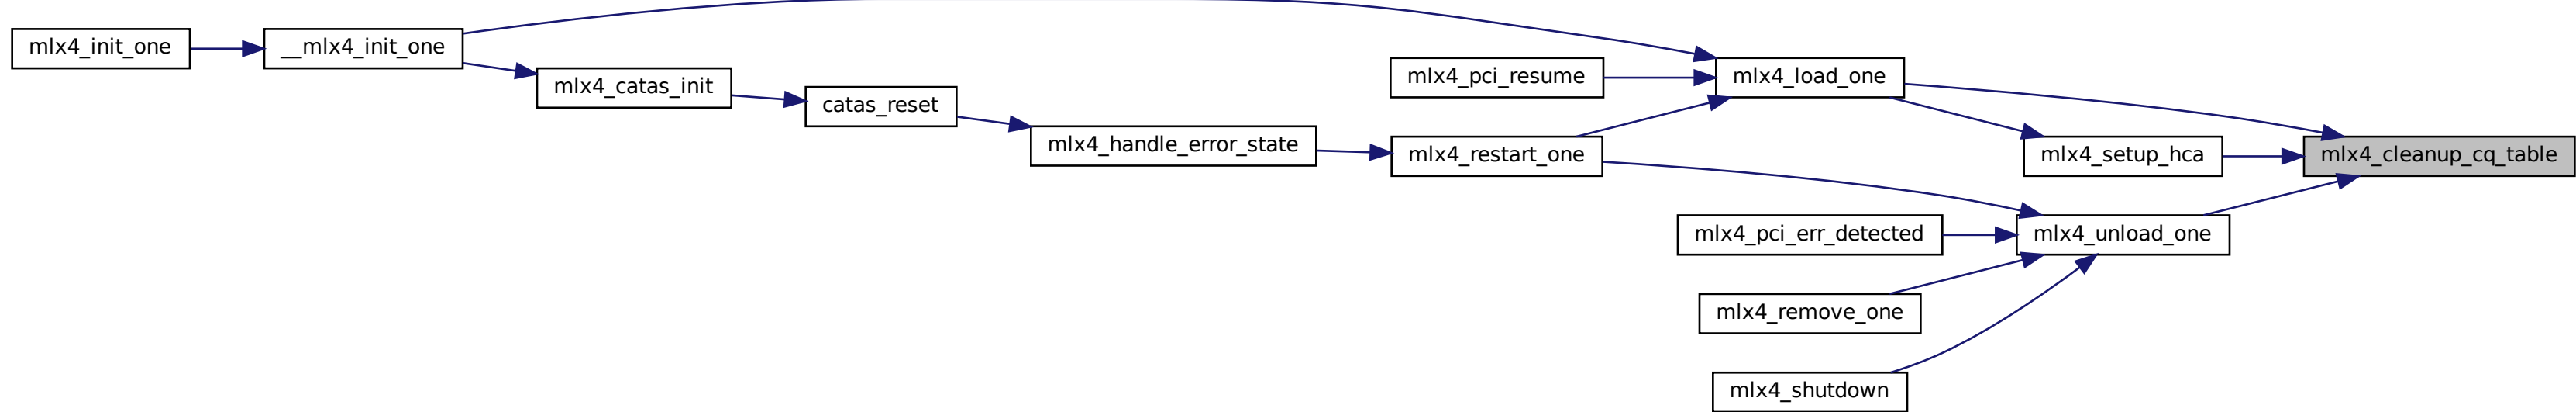 mlx4_init_one
__mlx4_init_one
mlx4_catas_init
catas_reset
mlx4_handle_error_state
mlx4_pci_resume
mlx4_restart_one
mlx4_load_one
mlx4_setup_hca
mlx4_cleanup_cq_table
mlx4_unload_one
mlx4_pci_err_detected
mlx4_remove_one
mlx4_shutdown